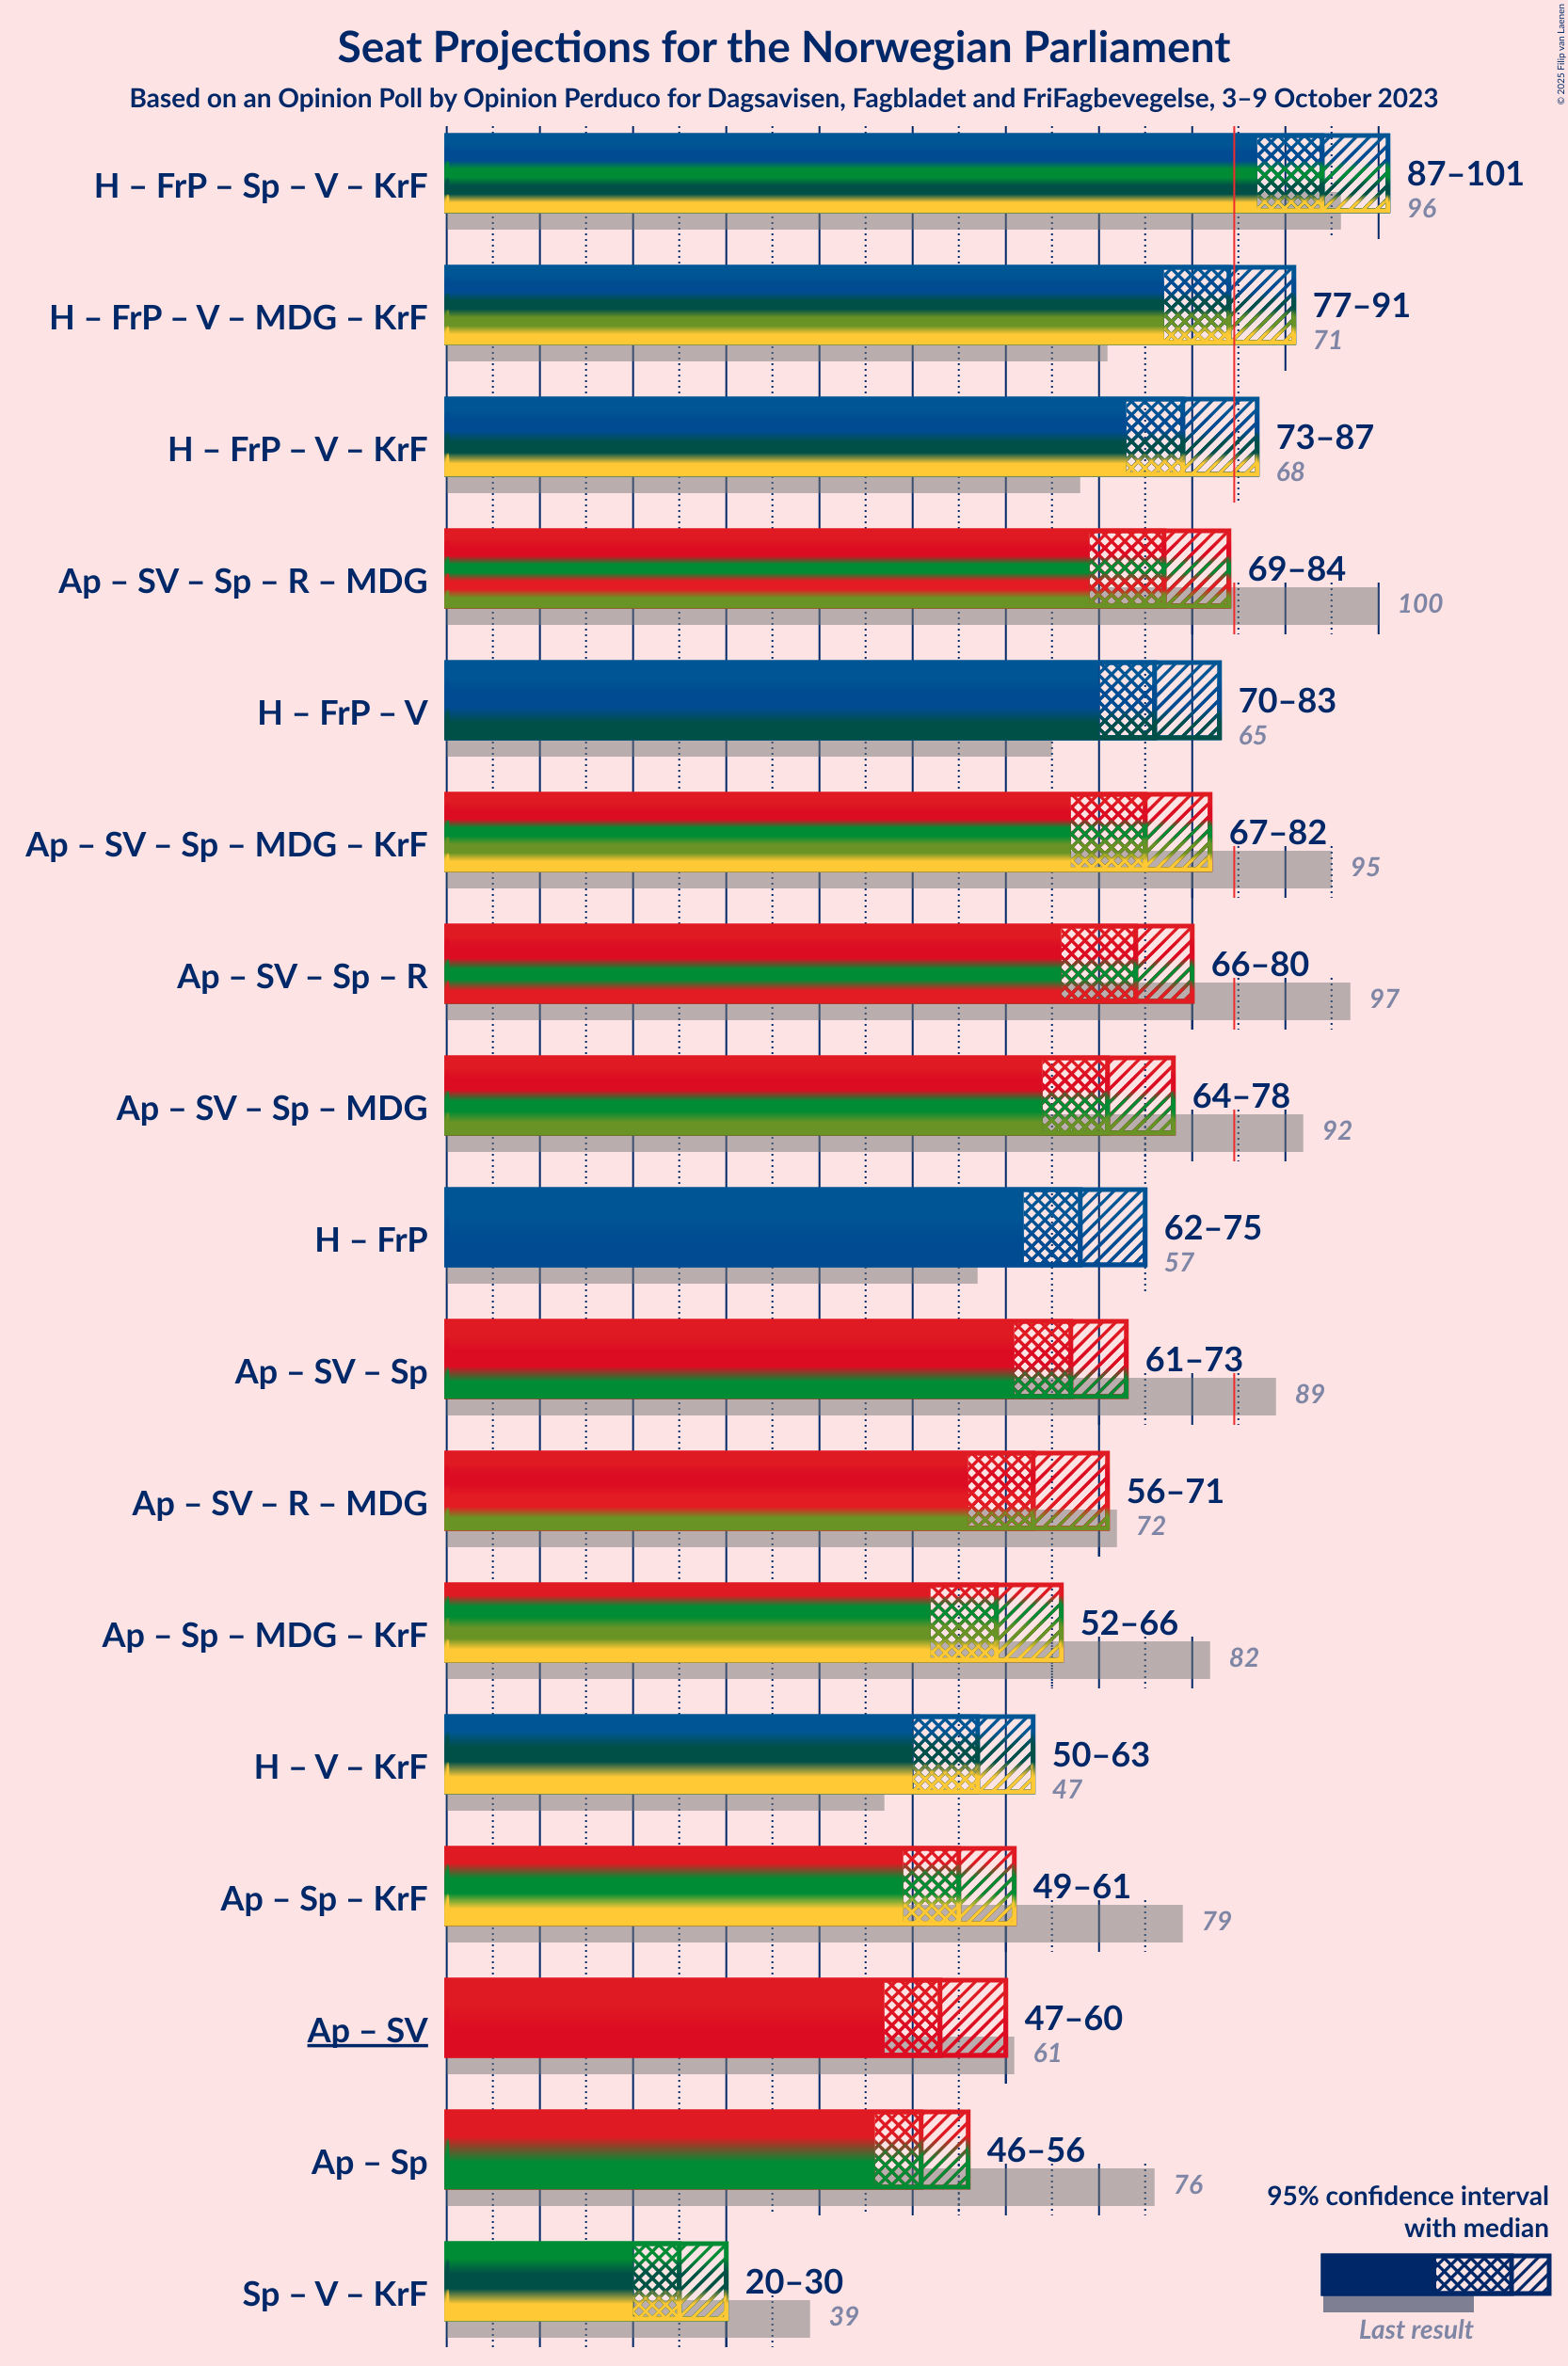 Seat Projections for the Norwegian Parliament
Based on an Opinion Poll by Opinion Perduco for Dagsavisen, Fagbladet and FriFagbevegelse, 3–9 October 2023
© 2025 Filip van Laenen
H – FrP – Sp – V – KrF
87–101
96
H – FrP – V – MDG – KrF
77–91
71
H – FrP – V – KrF
73–87
68
Ap – SV – Sp – R – MDG
69–84
100
H – FrP – V
70–83
65
Ap – SV – Sp – MDG – KrF
67–82
95
Ap – SV – Sp – R
66–80
97
Ap – SV – Sp – MDG
64–78
92
H – FrP
62–75
57
Ap – SV – Sp
61–73
89
Ap – SV – R – MDG
56–71
72
Ap – Sp – MDG – KrF
52–66
82
H – V – KrF
50–63
47
Ap – Sp – KrF
49–61
79
Ap – SV
47–60
61
Ap – Sp
46–56
76
Sp – V – KrF
20–30
39
95% confidence interval
with median
Last result